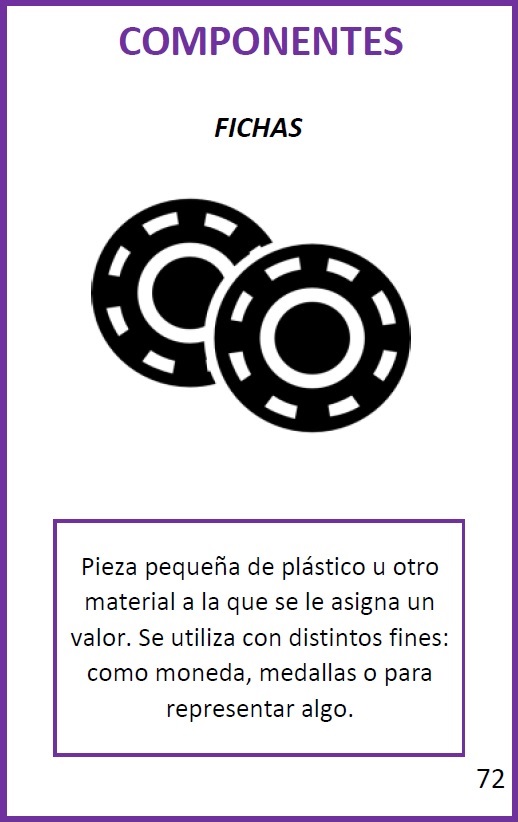 COMPONENTES
FICHAS
Pieza pequeña de plástico u otro
material a la que se le asigna un
valor. Se utiliza con distintos fines:
como moneda, medallas o para
representar algo.
72